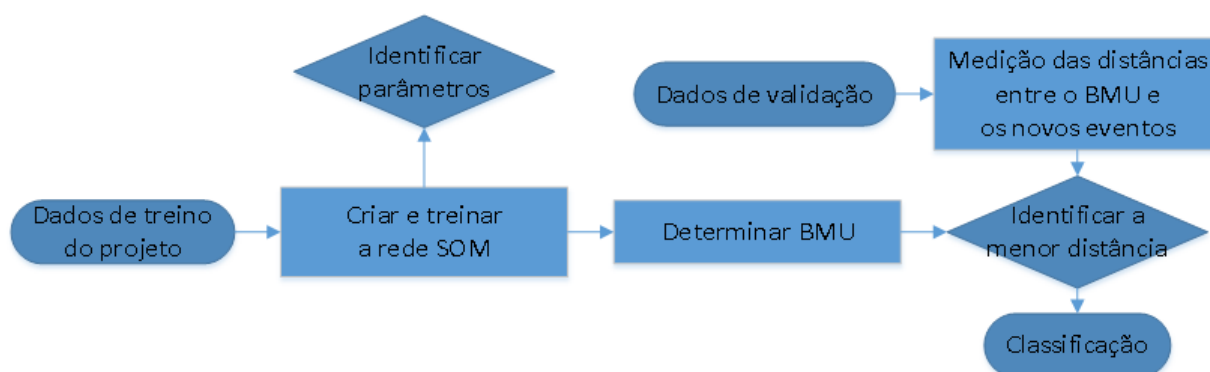 Identificar
parâmetros
Dados de validação
Medição das distâncias
entre o BMU e
os novos eventos
Dados de treino
do projeto
Criar e treinar
a rede SOM
Determinar BMU
Identificar a
menor distância
Classificação